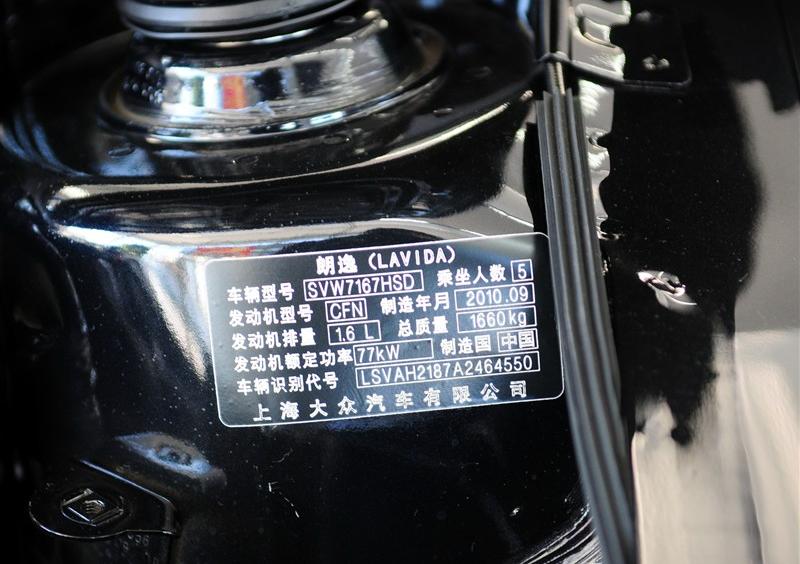 朗逸 (LAVIDA)
车辆型号 SVW7167HSD 乘坐人数 5
发动机型号 CFN 制造年月 2010.09
发动机排量 1.6 L 总质量 1660kg
发动机额定功率 77kW 制造国 中国
车辆识别代号 LSVAH2187A2464550
上海大众汽车有限公司